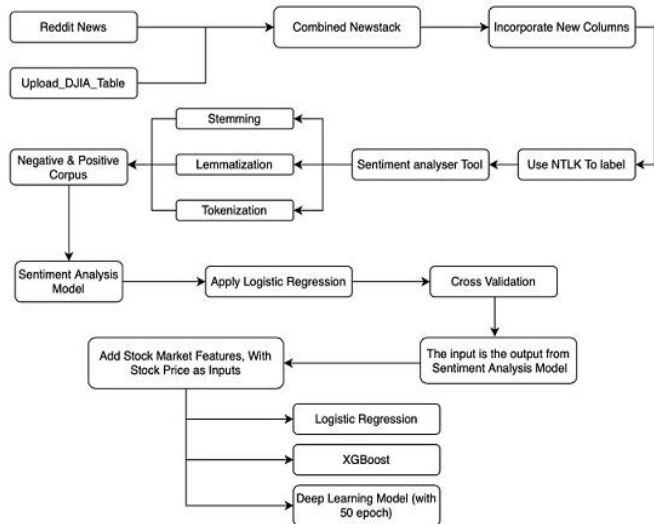 Reddit News
Combined Newstack
Incorporate New Columns
Upload_DJIA_Table
Stemming
Negative & Positive
Corpus
Lemmatization
Sentiment analyser Tool
Use NTLK To label
Tokenization
Sentiment Analysis
Model
Apply Logistic Regression
Cross Validation
Add Stock Market Features, With
Stock Price as Inputs
The input is the output from
Sentiment Analysis Model
Logistic Regression
XGBoost
Deep Learning Model (with
50 epoch)